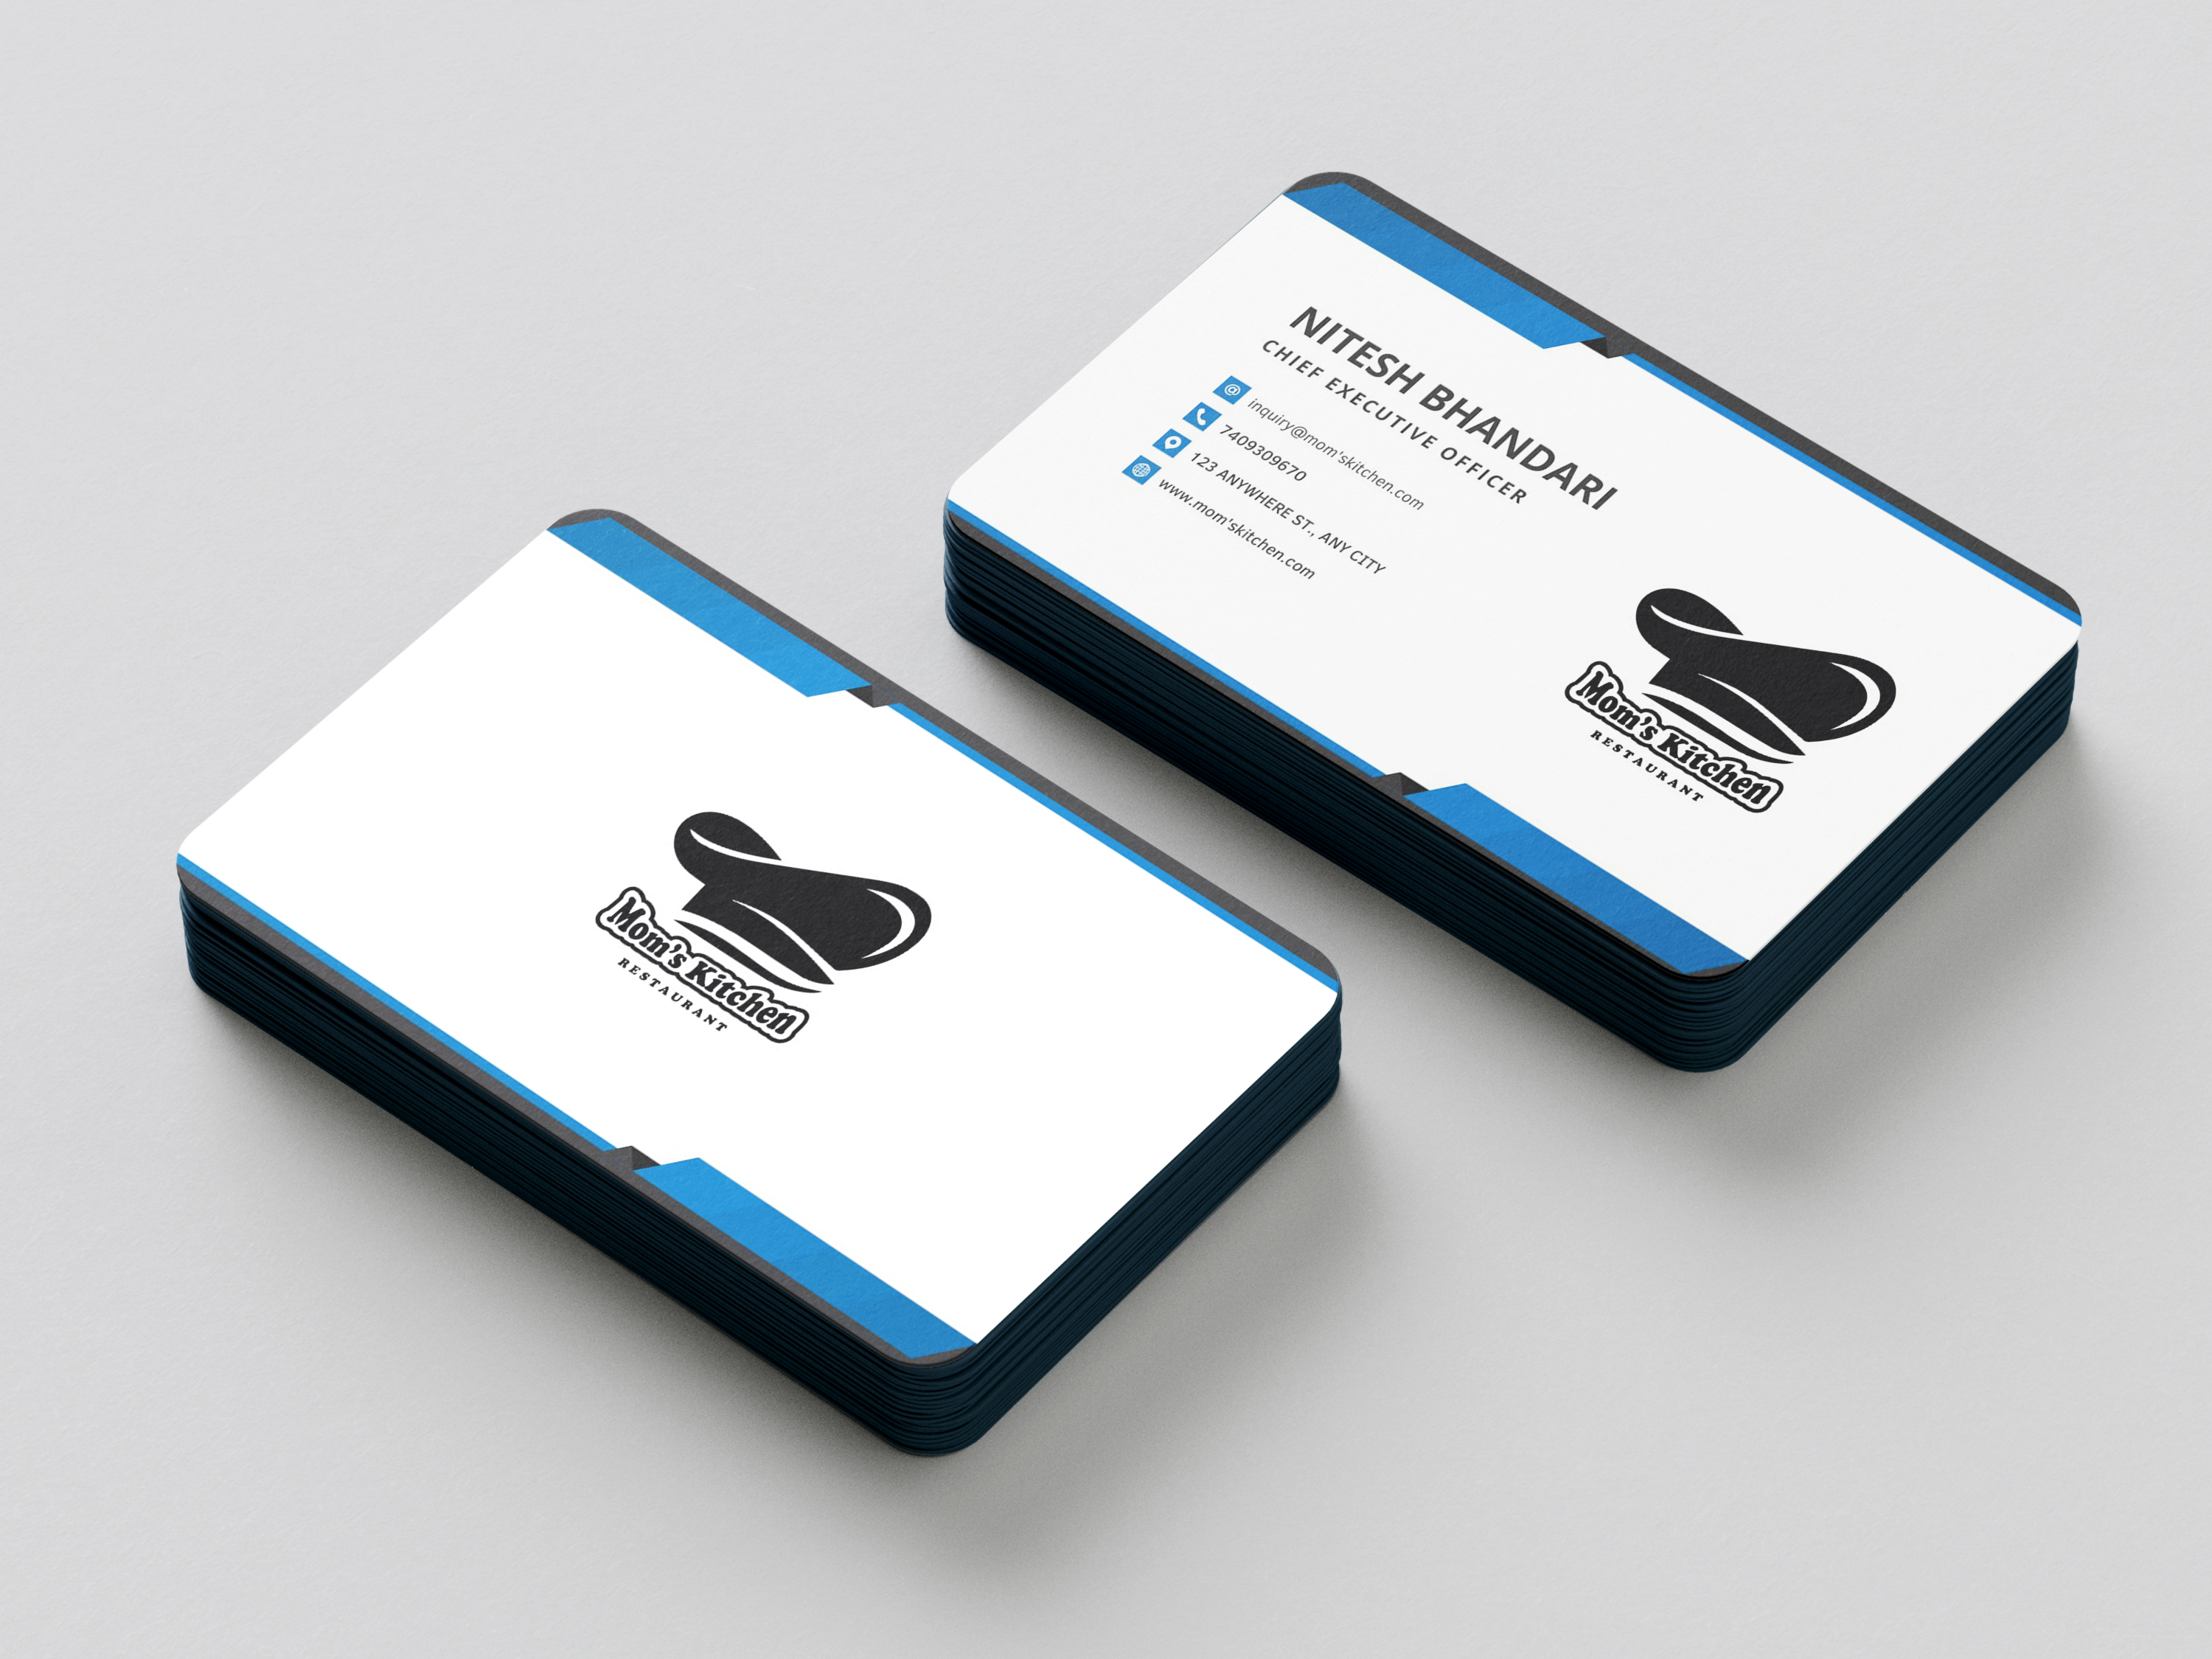 NITESH BHANDARI
CHIEF EXECUTIVE OFFICER
inquiry@mom'skitchen.com
7409309670
123 ANYWHERE ST., ANY CITY
www.mom'skitchen.com
Mom's Kitchen
RESTAURANT
Mom's Kitchen
RESTAURANT